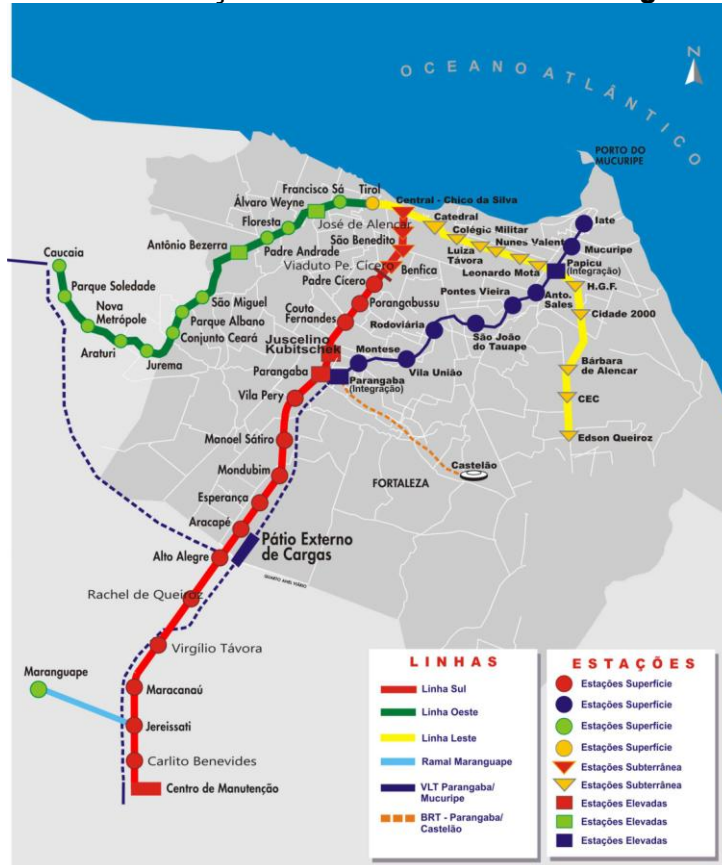 OCEANO ATLÂNTICO
N
PORTO DO
MUCURIPE
Francisco Sá
Tirol
Central - Chico da Silva
Álvaro Weyne
José de Alencar
Catedral
Iate
Floresta
Colégic Militar
São Benedito
Nunes Valent
Mucuripe
Antônio Bezerra
Padre Andrade
Viaduto Pe. Cícero
Benfica
Luiza
Távora
Papicu
(Integração)
Caucaia
Padre Cícero
Leonardo Mota
H.G.F.
Parque Soledade
São Miguel
Porangabussu
Pontes Vieira
Anto.
Sales
Nova
Metrópole
Parque Albano
Couto
Fernandes
Rodoviária
Cidade 2000
Araturi
Conjunto Ceará
Juscelino
Kubitschek
São João
do Tauape
Jurema
Montese
Bárbara
de Alencar
Parangaba
Vila União
Parangaba
(Integração)
Vila Pery
CEC
Manoel Sátiro
Edson Queiroz
Mondubim
Castelão
FORTALEZA
Esperança
Aracapé
Pátio Externo
de Cargas
Alto Alegre
QUARTO ANEL VIÁRIO
Rachel de Queiroz
Virgílio Távora
Maranguape
Maracanaú
Jereissati
Carlito Benevides
Centro de Manutenção
LINHAS
Linha Sul
Linha Oeste
Linha Leste
Ramal Maranguape
VLT Parangaba/
Mucuripe
BRT - Parangaba/
Castelão
ESTAÇÕES
Estações Superfície
Estações Superfície
Estações Superfície
Estações Superfície
Estações Subterrânea
Estações Subterrânea
Estações Elevadas
Estações Elevadas
Estações Elevadas